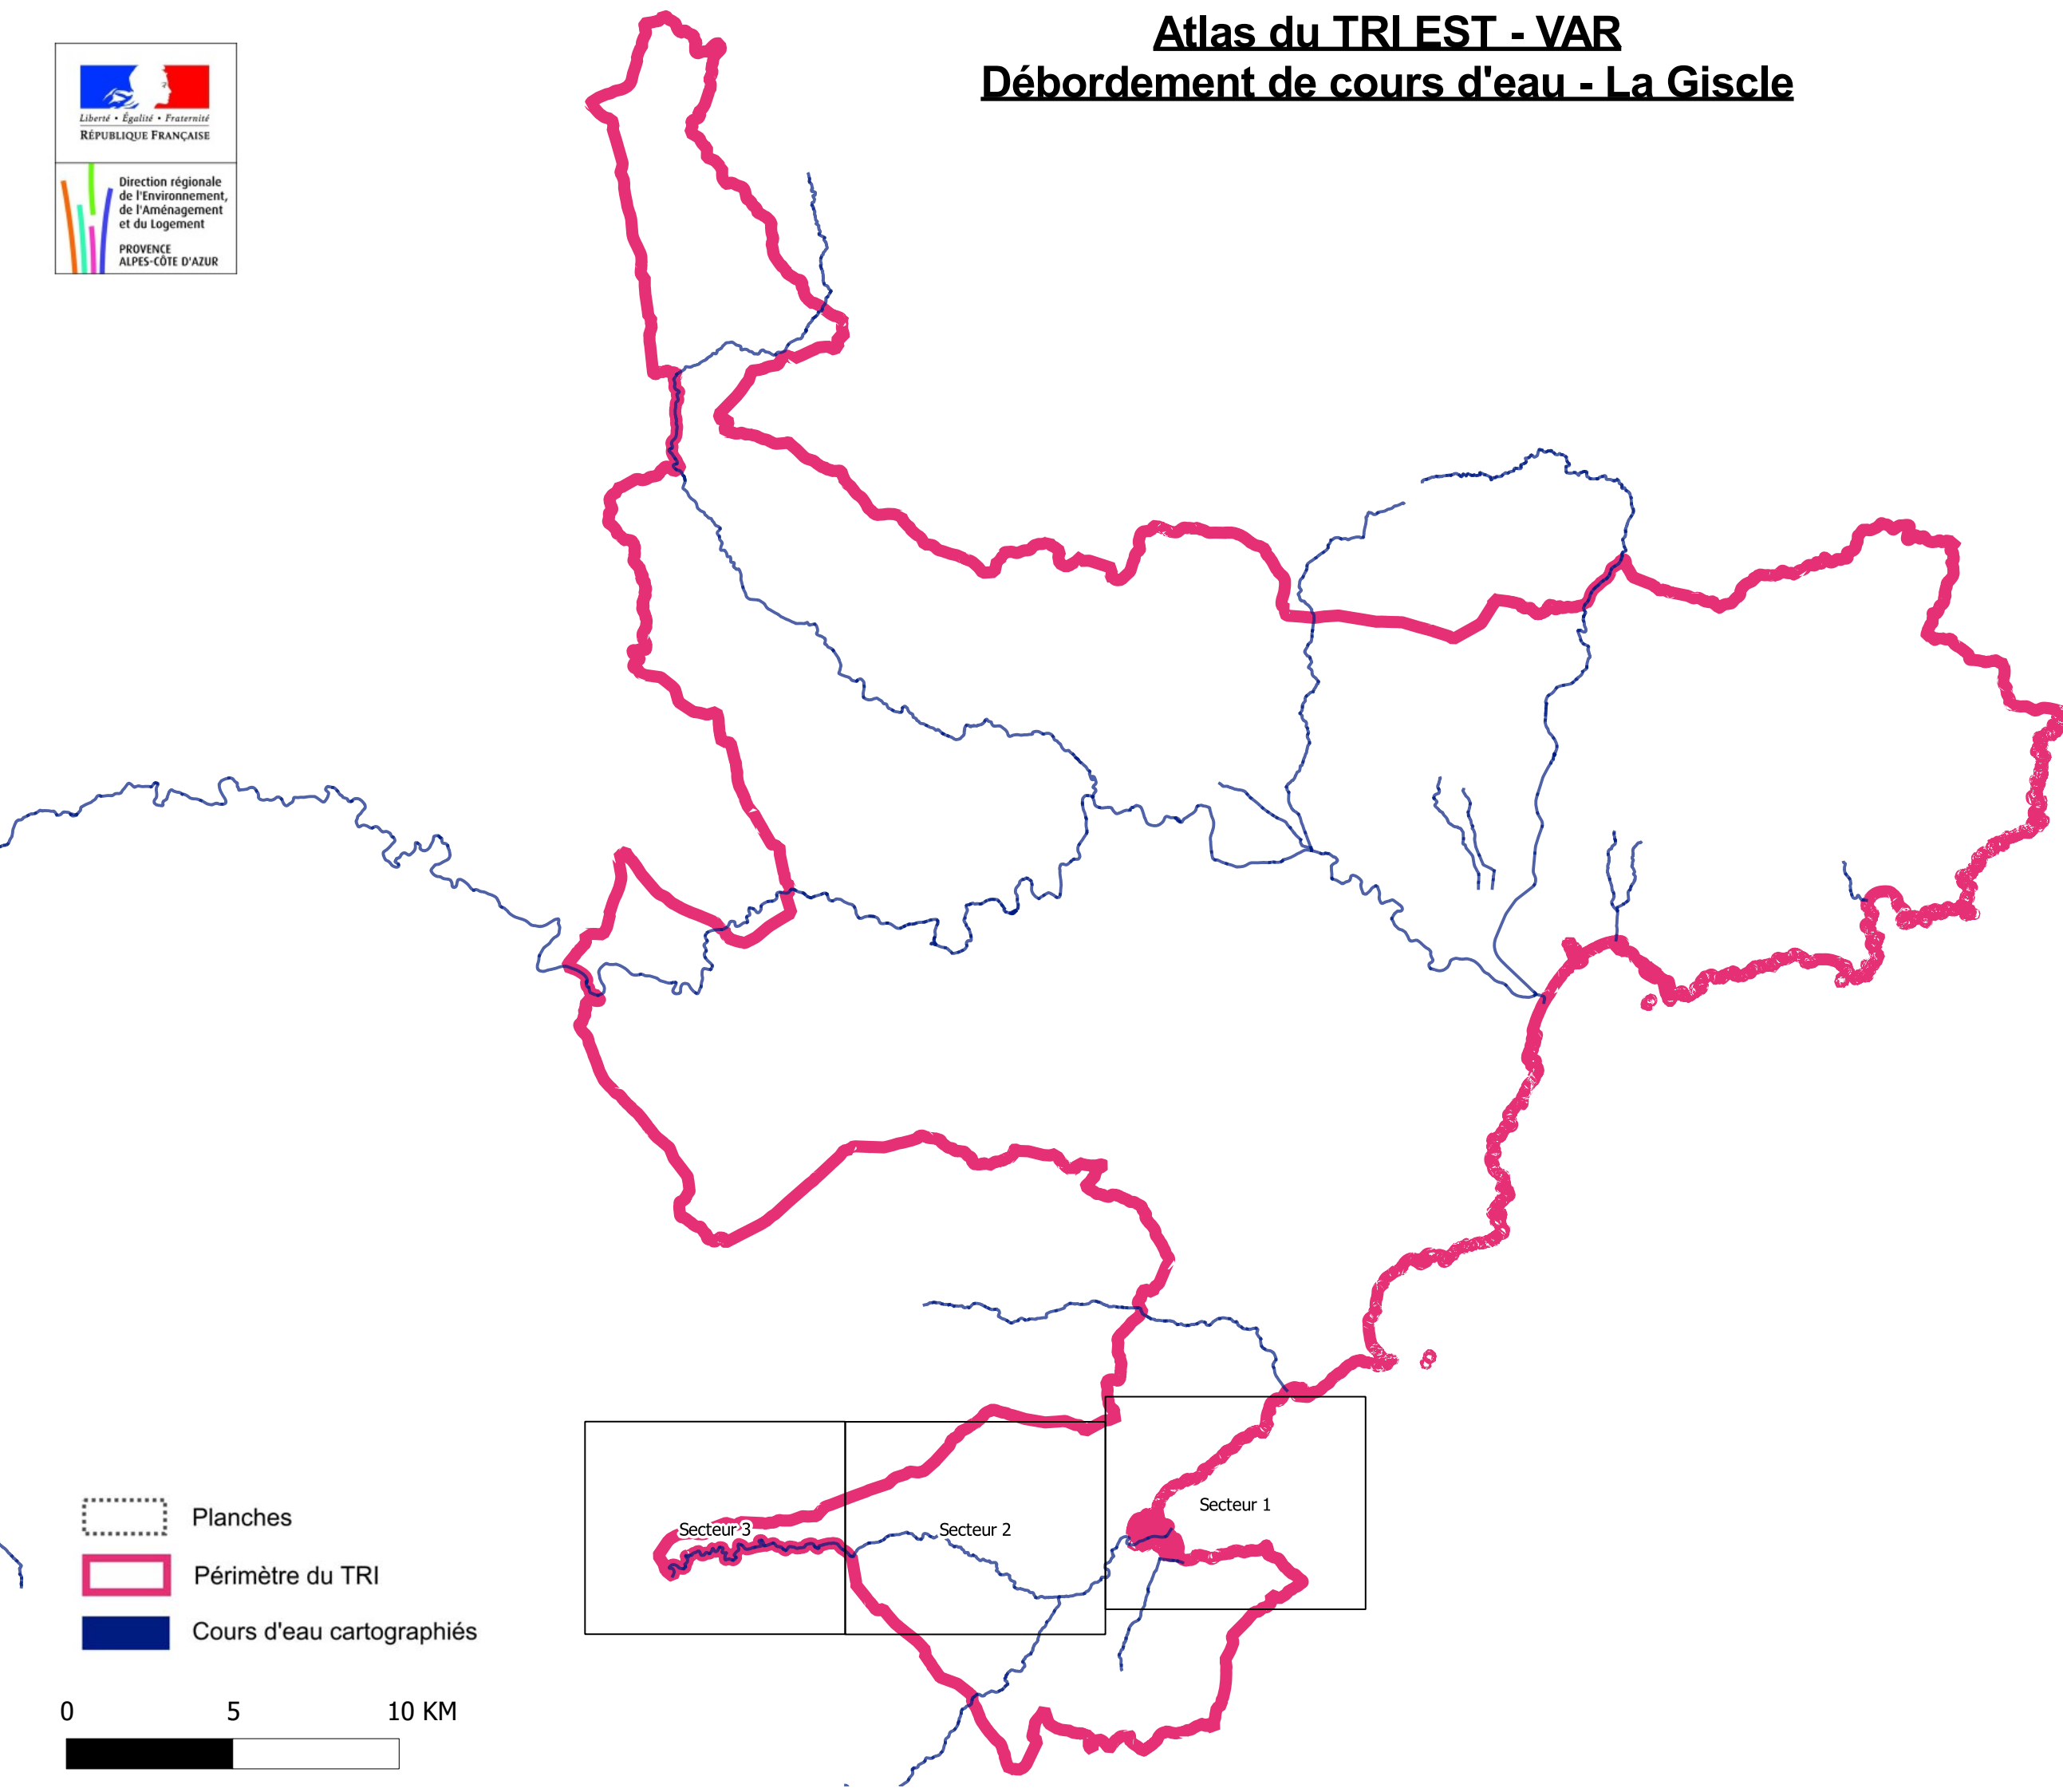 Atlas du TRI EST - VAR
Débordement de cours d'eau - La Giscle
Liberté • Égalité • Fraternité
RÉPUBLIQUE FRANÇAISE
Direction régionale
de l'Environnement,
de l'Aménagement
et du Logement
PROVENCE
ALPES-CÔTE D'AZUR
Secteur 1
Secteur 3
Secteur 2
Planches
Périmètre du TRI
Cours d'eau cartographiés
0 5 10 KM